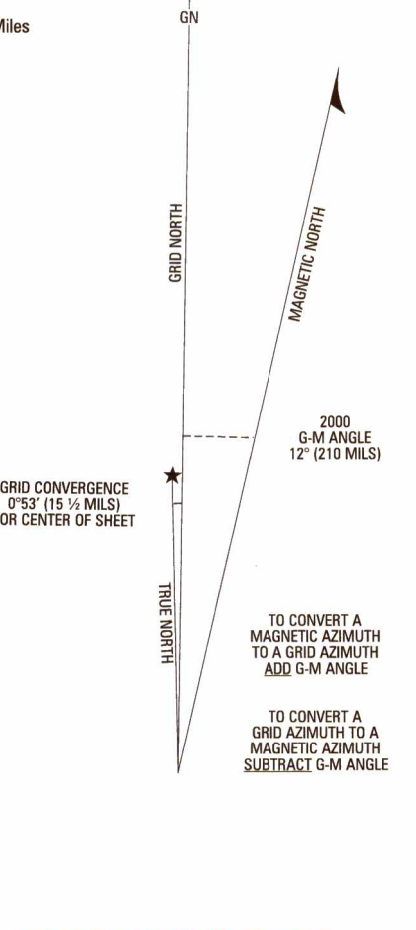 Miles
GN
GRID NORTH
MAGNETIC NORTH
2000
G-M ANGLE
12° (210 MILS)
GRID CONVERGENCE
0°53′ (15 ½ MILS)
OR CENTER OF SHEET
TRUE NORTH
TO CONVERT A
MAGNETIC AZIMUTH
TO A GRID AZIMUTH
ADD G-M ANGLE
TO CONVERT A
GRID AZIMUTH TO A
MAGNETIC AZIMUTH
SUBTRACT G-M ANGLE